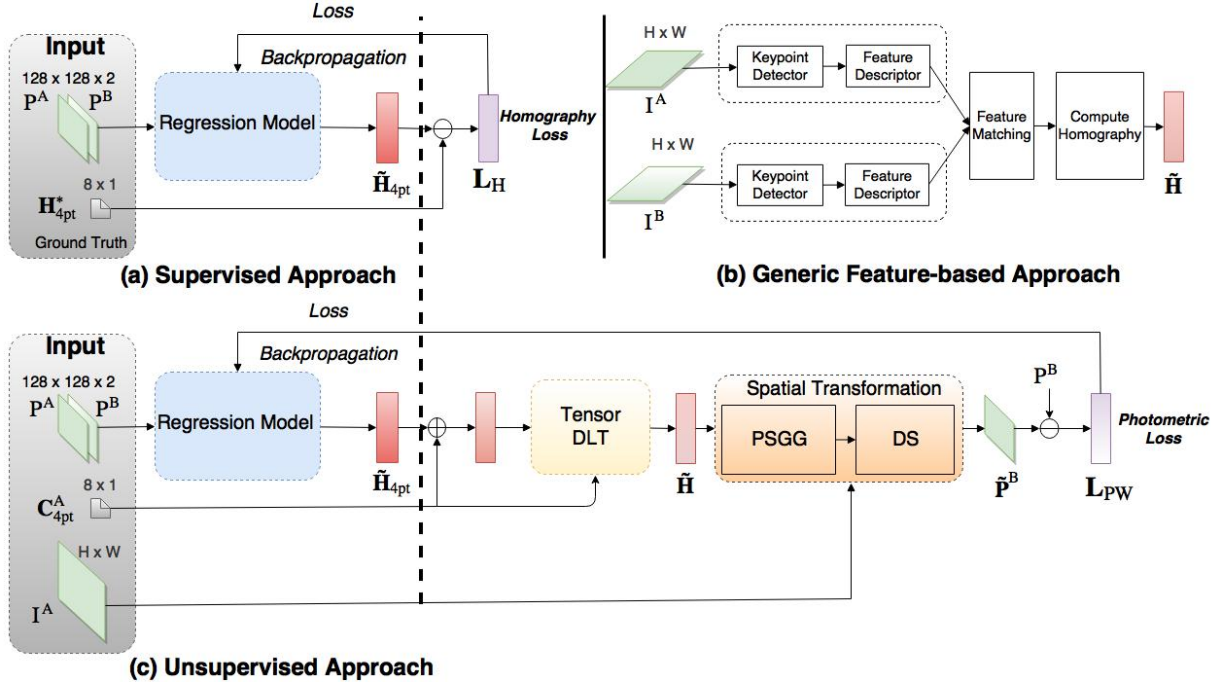 Loss
Input
Backpropagation
128 x 128 x 2
P^A P^B
Regression Model
Homography
Loss
H̃_4pt
L_H
8 x 1
H*_4pt
Ground Truth
(a) Supervised Approach
H x W
Keypoint
Detector
Feature
Descriptor
I^A
H x W
Feature
Matching
Compute
Homography
Keypoint
Detector
Feature
Descriptor
H̃
I^B
(b) Generic Feature-based Approach
Loss
Input
Backpropagation
128 x 128 x 2
P^A P^B
Regression Model
H̃_4pt
Tensor
DLT
H̃
Spatial Transformation
PSGG
DS
P̃^B
P^B
Photometric
Loss
L_PW
8 x 1
C^A_4pt
H x W
I^A
(c) Unsupervised Approach